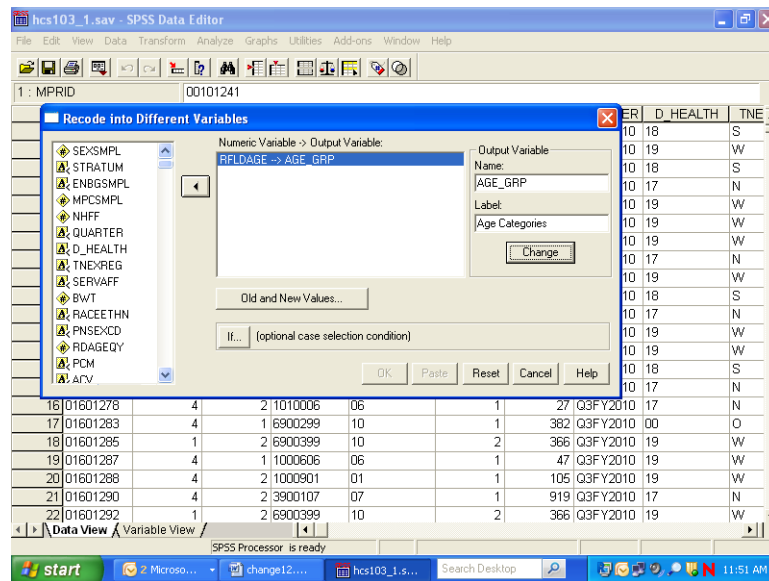 hcs103_1.sav - SPSS Data Editor
File Edit View Data Transform Analyze Graphs Utilities Add-ons Window Help
1 : MPRID 00101241
Recode into Different Variables
SEXSMPL
STRATUM
ENBGSMPL
MPCSMPL
NHFF
QUARTER
D_HEALTH
TNEXREG
SERVAFF
BWT
RACEETHN
PNSEXCD
RDAGEQY
PCM
ACV
Numeric Variable -> Output Variable:
RFLDAGE --> AGE_GRP
Output Variable
Name:
AGE_GRP
Label:
Age Categories
Change
Old and New Values...
If... (optional case selection condition)
OK Paste Reset Cancel Help
ER D_HEALTH TNE
10 18 S
10 19 W
10 18 S
10 17 N
10 19 W
10 19 W
10 19 W
10 17 N
10 19 W
10 18 S
10 17 N
10 19 W
10 19 W
10 18 S
10 17 N
16 01601278 4 2 1010006 06 1 27 Q3FY2010 17 N
17 01601283 4 1 6900299 10 1 382 Q3FY2010 00 O
18 01601285 1 2 6900399 10 2 366 Q3FY2010 19 W
19 01601287 4 1 1000606 06 1 47 Q3FY2010 19 W
20 01601288 4 2 1000901 01 1 105 Q3FY2010 19 W
21 01601290 4 2 3900107 07 1 919 Q3FY2010 17 N
22 01601292 1 2 6900399 10 2 366 Q3FY2010 19 W
Data View Variable View
SPSS Processor is ready
start 2 Microso... change12.... hcs103_1.s... Search Desktop N 11:51 AM